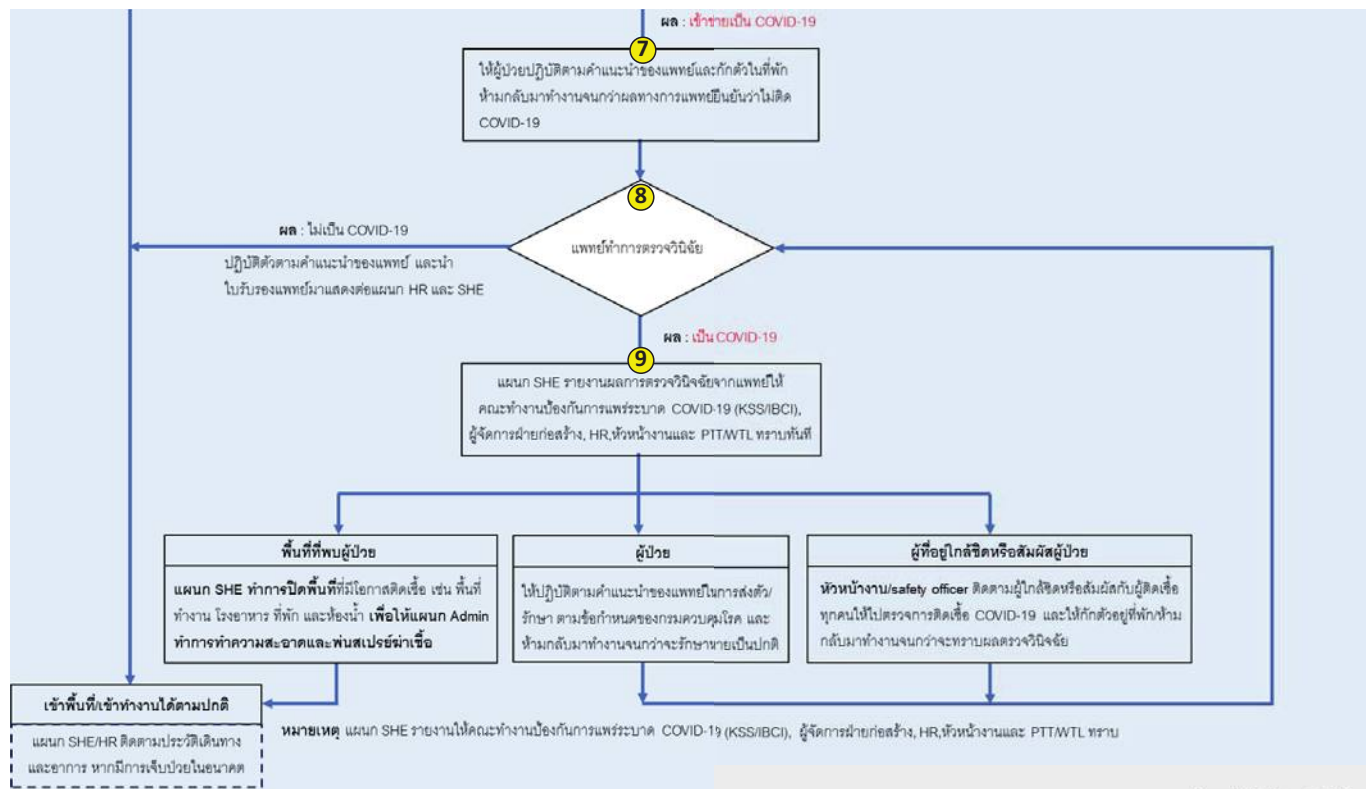 ผล : เข้าข่ายเป็น COVID-19
7
ให้ผู้ป่วยปฏิบัติตามคำแนะนำของแพทย์และกักตัวในที่พัก
ห้ามกลับมาทำงานจนกว่าผลทางการแพทย์ยืนยันว่าไม่ติด
COVID-19
8
แพทย์ทำการตรวจวินิจฉัย
ผล : ไม่เป็น COVID-19
ปฏิบัติตัวตามคำแนะนำของแพทย์ และนำ
ใบรับรองแพทย์มาแสดงต่อแผนก HR และ SHE
ผล : เป็น COVID-19
9
แผนก SHE รายงานผลการตรวจวินิจฉัยจากแพทย์ให้
คณะทำงานป้องกันการแพร่ระบาด COVID-19 (KSS/IBCI),
ผู้จัดการฝ่ายก่อสร้าง, HR,หัวหน้างานและ PTT/WTL ทราบทันที
พื้นที่ที่พบผู้ป่วย
แผนก SHE ทำการปิดพื้นที่ที่มีโอกาสติดเชื้อ เช่น พื้นที่
ทำงาน โรงอาหาร ที่พัก และห้องน้ำ เพื่อให้แผนก Admin
ทำการทำความสะอาดและพ่นสเปรย์ฆ่าเชื้อ
ผู้ป่วย
ให้ปฏิบัติตามคำแนะนำของแพทย์ในการส่งตัว/
รักษา ตามข้อกำหนดของกรมควบคุมโรค และ
ห้ามกลับมาทำงานจนกว่าจะรักษาหายเป็นปกติ
ผู้ที่อยู่ใกล้ชิดหรือสัมผัสผู้ป่วย
หัวหน้างาน/safety officer ติดตามผู้ใกล้ชิดหรือสัมผัสกับผู้ติดเชื้อ
ทุกคนให้ไปตรวจการติดเชื้อ COVID-19 และให้กักตัวอยู่ที่พัก/ห้าม
กลับมาทำงานจนกว่าจะทราบผลตรวจวินิจฉัย
เข้าพื้นที่/เข้าทำงานได้ตามปกติ
แผนก SHE/HR ติดตามประวัติเดินทาง
และอาการ หากมีการเจ็บป่วยในอนาคต
หมายเหตุ แผนก SHE รายงานให้คณะทำงานป้องกันการแพร่ระบาด COVID-19 (KSS/IBCI), ผู้จัดการฝ่ายก่อสร้าง, HR,หัวหน้างานและ PTT/WTL ทราบ